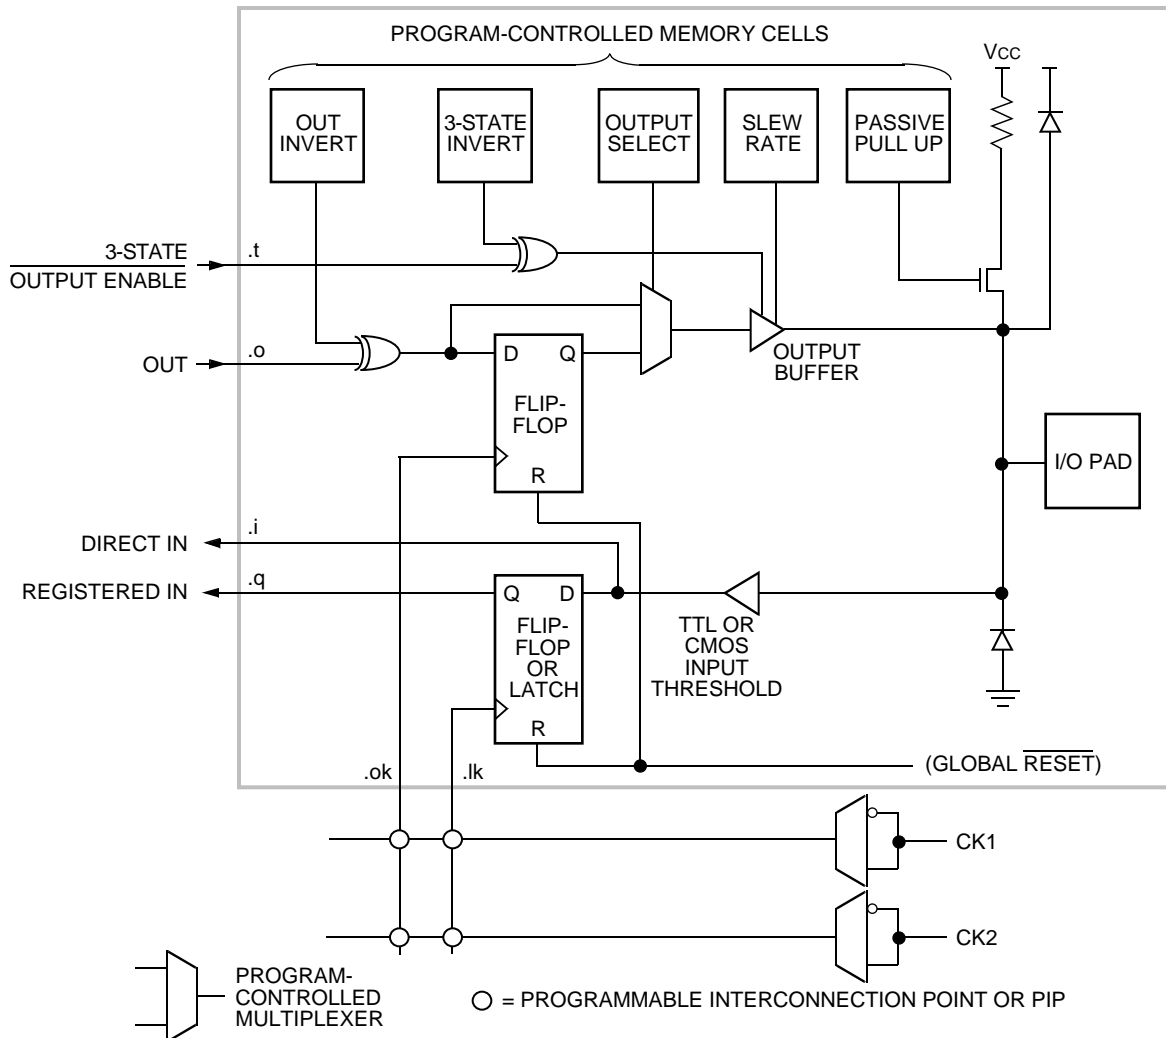 PROGRAM-CONTROLLED MEMORY CELLS
VCC
OUT
INVERT
3-STATE
INVERT
OUTPUT
SELECT
SLEW
RATE
PASSIVE
PULL UP
3-STATE
OUTPUT ENABLE
.t
OUT
.o
D
Q
FLIP-
FLOP
R
OUTPUT
BUFFER
I/O PAD
DIRECT IN
.i
REGISTERED IN
.q
Q
D
FLIP-
FLOP
OR
LATCH
R
TTL OR
CMOS
INPUT
THRESHOLD
.ok
.lk
(GLOBAL RESET)
CK1
CK2
PROGRAM-
CONTROLLED
MULTIPLEXER
= PROGRAMMABLE INTERCONNECTION POINT OR PIP